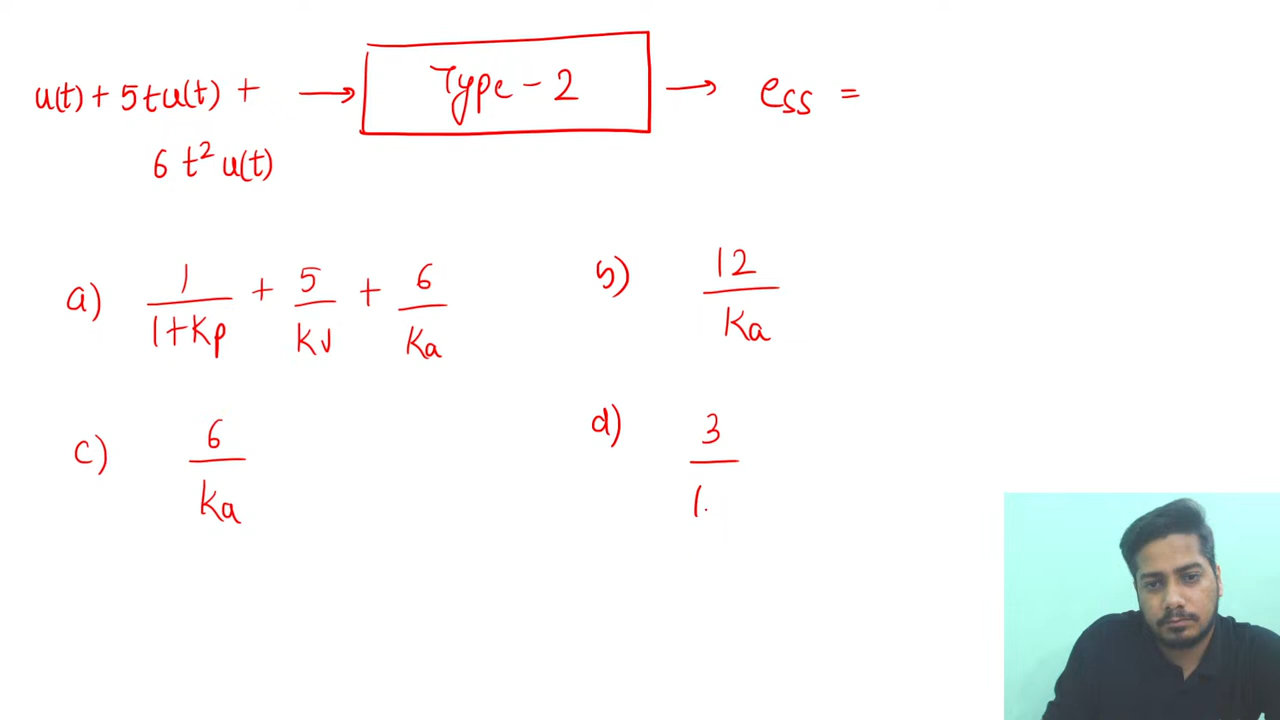 u(t) + 5tu(t) + → Type-2 → ess =
6 t² u(t)
a) 1/(1+Kp) + 5/Kv + 6/Ka
b) 12/Ka
c) 6/Ka
d) 3/